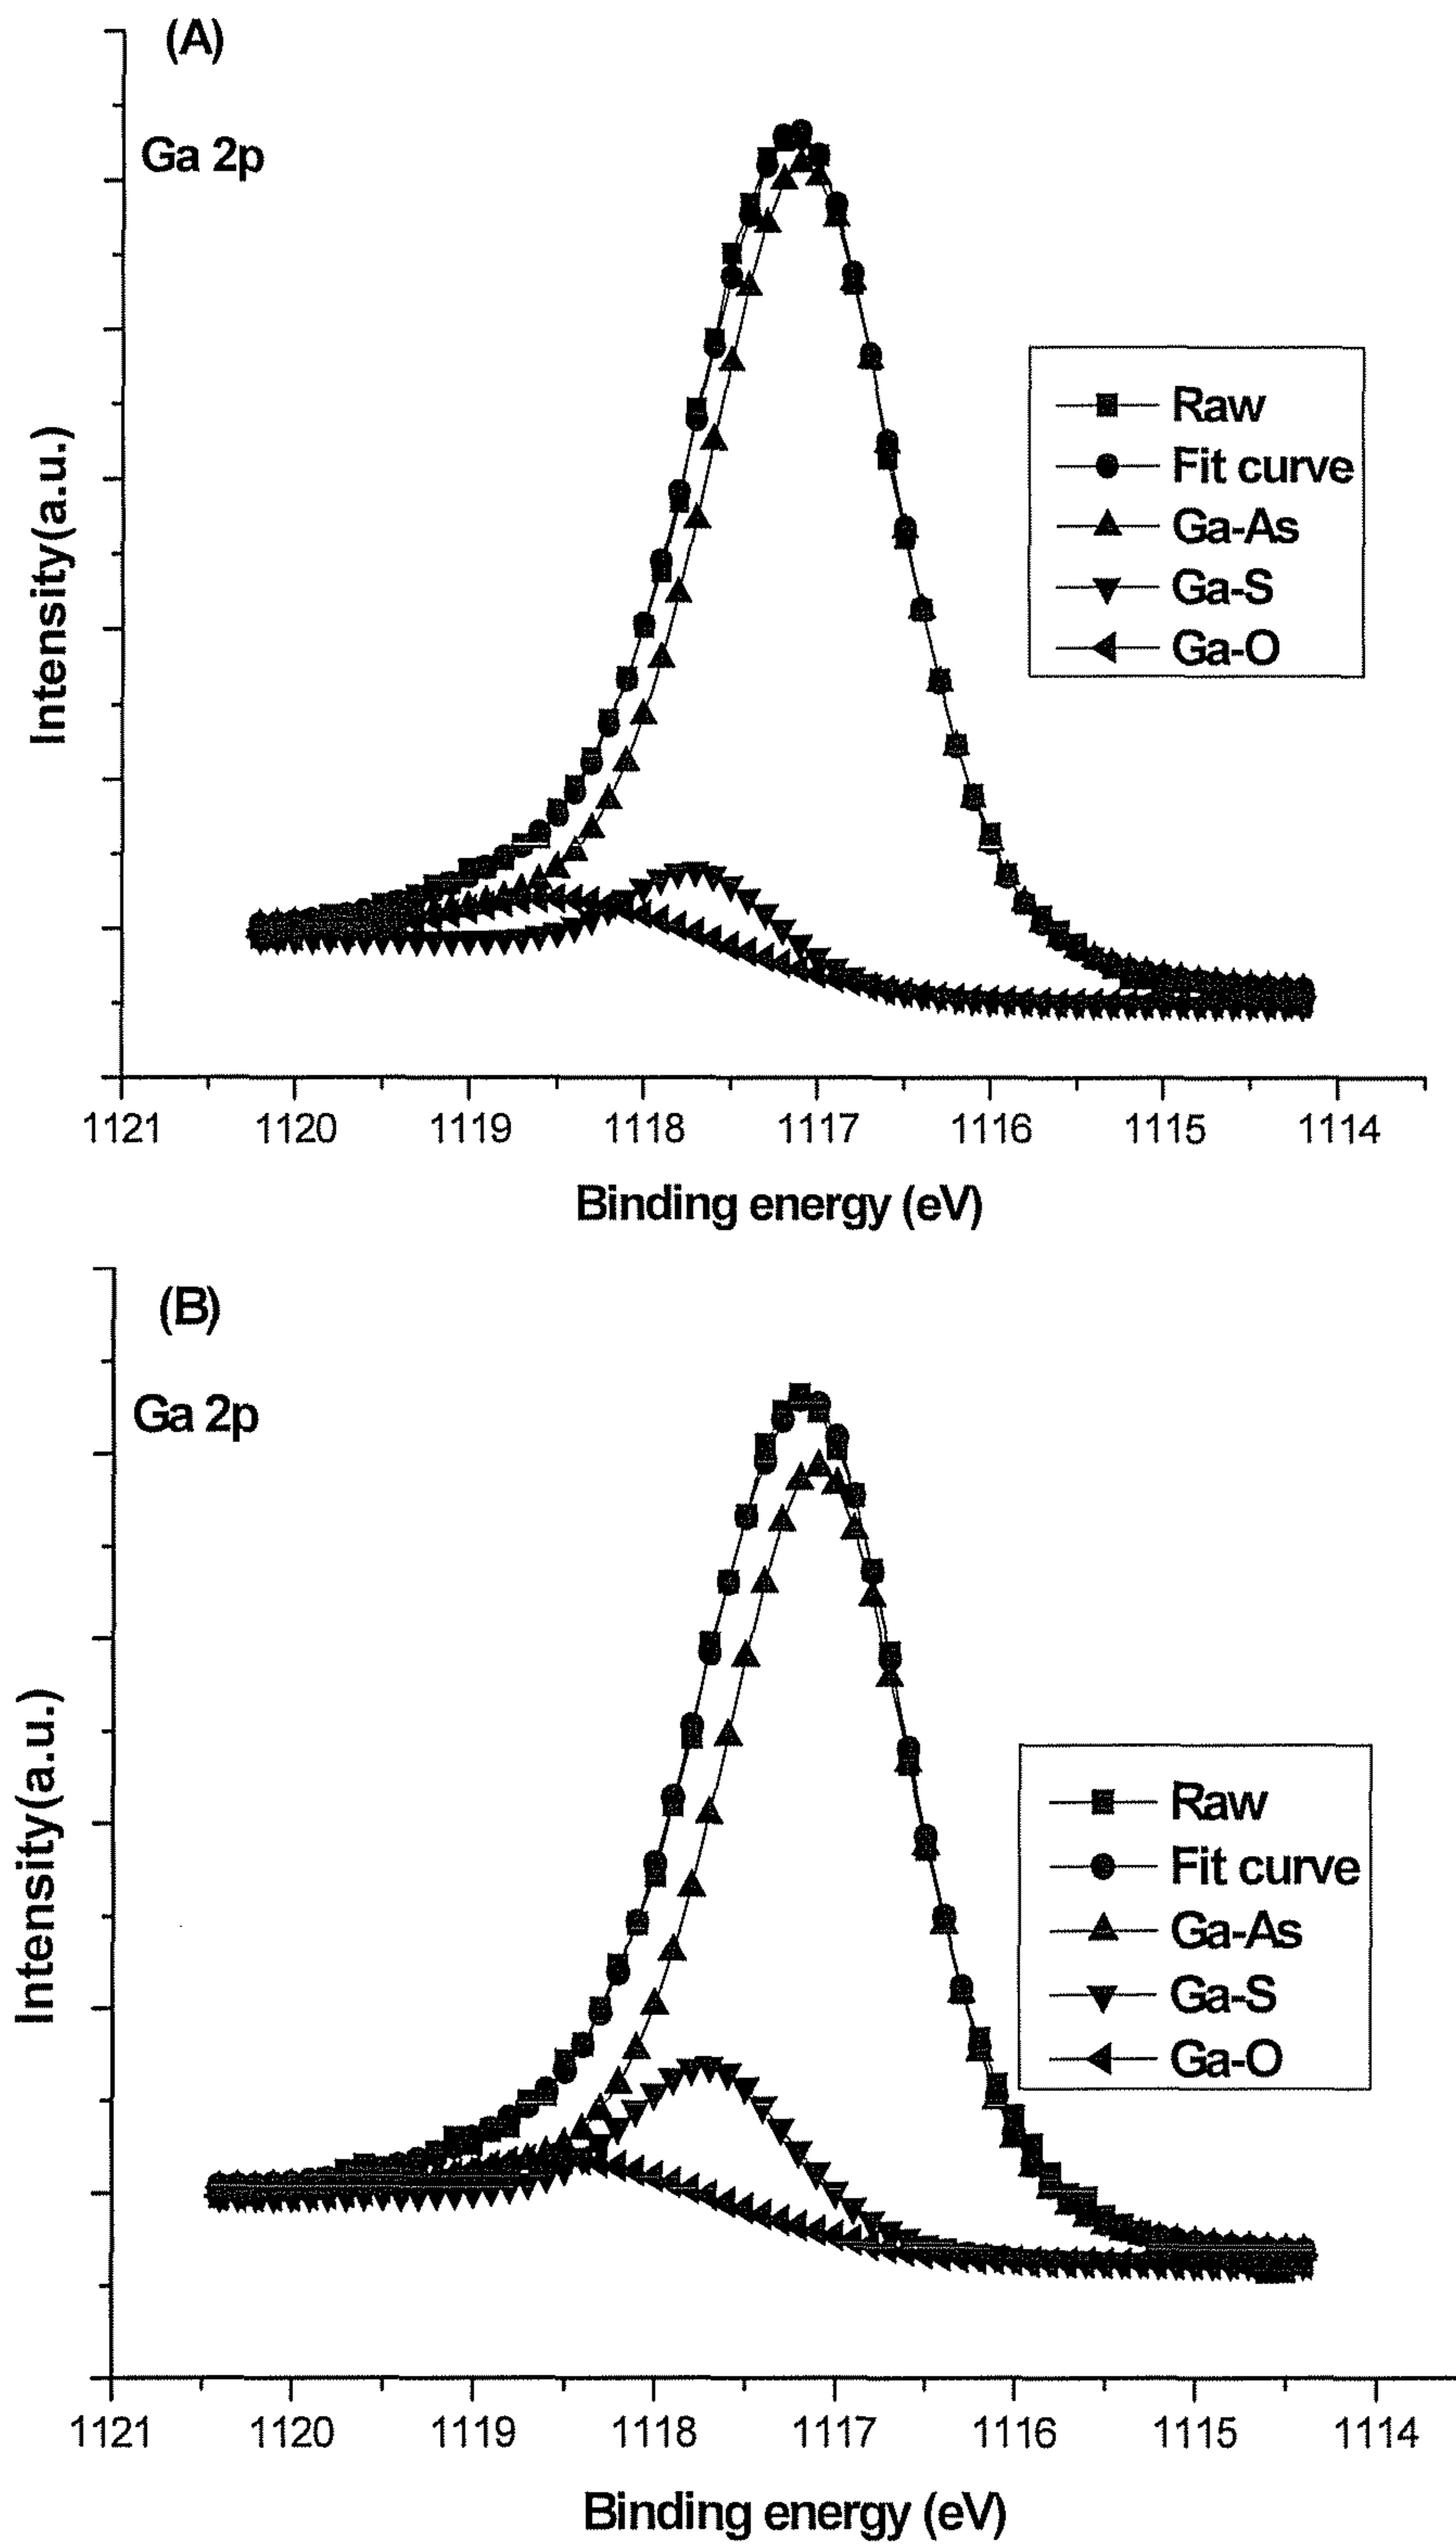 (A)
Ga 2p
Raw
Fit curve
Ga-As
Ga-S
Ga-O
Intensity(a.u.)
1121 1120 1119 1118 1117 1116 1115 1114
Binding energy (eV)
(B)
Ga 2p
Raw
Fit curve
Ga-As
Ga-S
Ga-O
Intensity(a.u.)
1121 1120 1119 1118 1117 1116 1115 1114
Binding energy (eV)